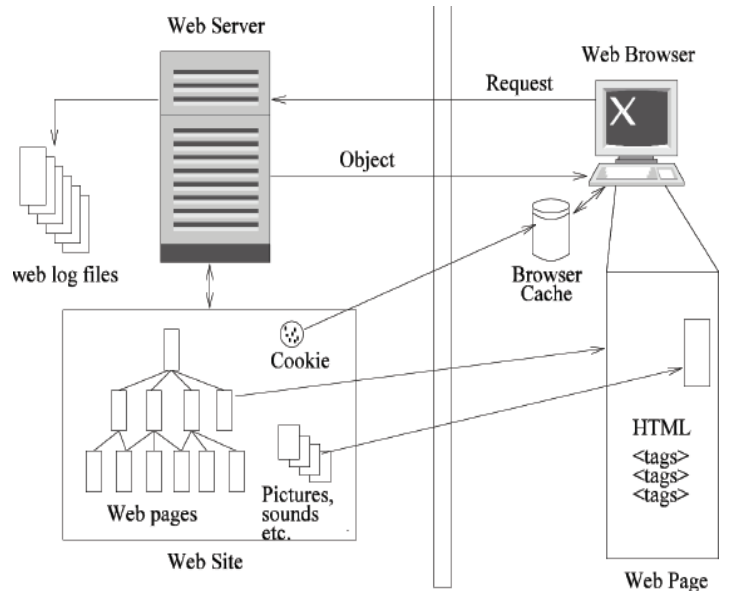 Web Server
Web Browser
Request
X
Object
web log files
Browser
Cache
Cookie
HTML
<tags>
<tags>
<tags>
Web pages
Pictures,
sounds
etc.
Web Site
Web Page